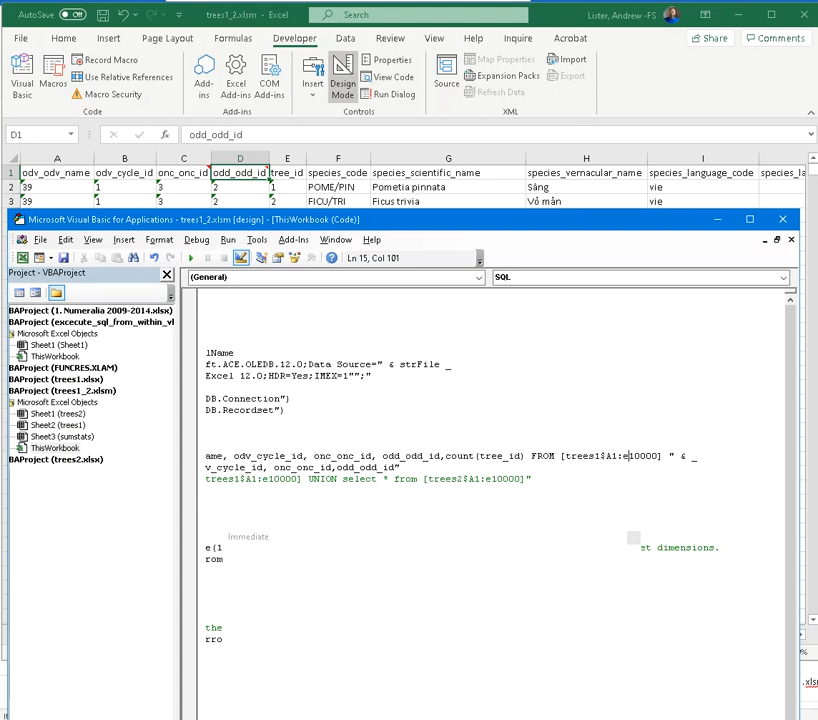 AutoSave Off trees1_2.xlsm - Excel Search Lister, Andrew -FS
File Home Insert Page Layout Formulas Developer Data Review View Help Inquire Acrobat Share Comments
Visual Basic
Macros
Record Macro
Use Relative References
Macro Security
Code
Add-ins
Excel Add-ins
COM Add-ins
Add-ins
Insert
Design Mode
Properties
View Code
Run Dialog
Controls
Source
Map Properties
Expansion Packs
Refresh Data
Import
Export
XML
D1 odd_odd_id
A B C D E F G H I
1 odv_odv_name odv_cycle_id onc_onc_id odd_odd_id tree_id species_code species_scientific_name species_vernacular_name species_language_code species_la
2 39 1 3 2 1 POME/PIN Pometia pinnata Sâng vie
3 39 1 3 2 2 FICU/TRI Ficus trivia Vỏ mản vie
Microsoft Visual Basic for Applications - trees1_2.xlsm [design] - [ThisWorkbook (Code)]
File Edit View Insert Format Debug Run Tools Add-Ins Window Help
Ln 15, Col 101
Project - VBAProject
(General) SQL
BAProject (1. Numeralia 2009-2014.xlsx)
BAProject (excecute_sql_from_within_vl
Microsoft Excel Objects
Sheet1 (Sheet1)
ThisWorkbook
BAProject (FUNCRES.XLAM)
BAProject (trees1.xlsx)
BAProject (trees1_2.xlsm)
Microsoft Excel Objects
Sheet1 (trees2)
Sheet2 (trees1)
Sheet3 (sumstats)
ThisWorkbook
BAProject (trees2.xlsx)
lName
ft.ACE.OLEDB.12.0;Data Source=" & strFile _
Excel 12.0;HDR=Yes;IMEX=1"";"
DB.Connection")
DB.Recordset")
ame, odv_cycle_id, onc_onc_id, odd_odd_id,count(tree_id) FROM [trees1$A1:e10000] " & _
v_cycle_id, onc_onc_id,odd_odd_id"
trees1$A1:e10000] UNION select * from [trees2$A1:e10000]"
Immediate
e(1 et dimensions.
rom
the
rro
.xlsn